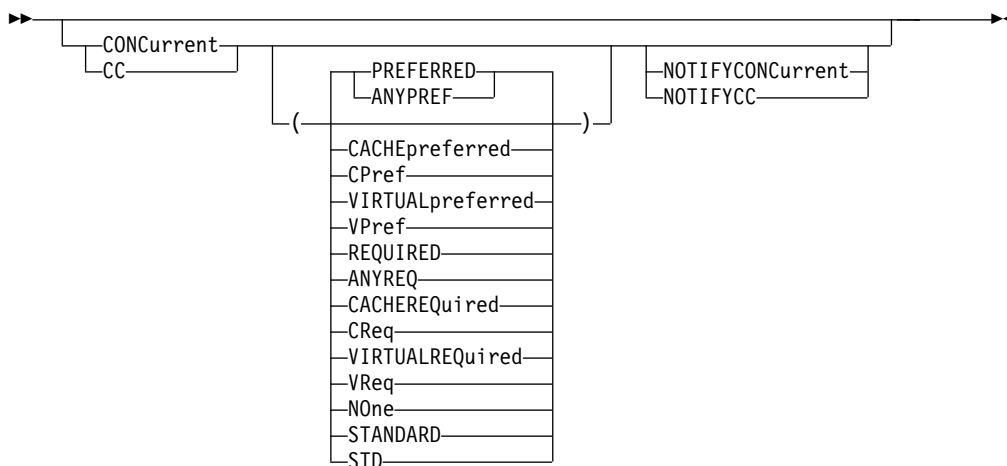 CONCurrent
CC
(
PREFERRED
ANYPREF
)
NOTIFYCONCurrent
NOTIFYCC
CACHEpreferred
CPref
VIRTUALpreferred
VPref
REQUIRED
ANYREQ
CACHEREQuired
CReq
VIRTUALREQuired
VReq
NOne
STANDARD
STD